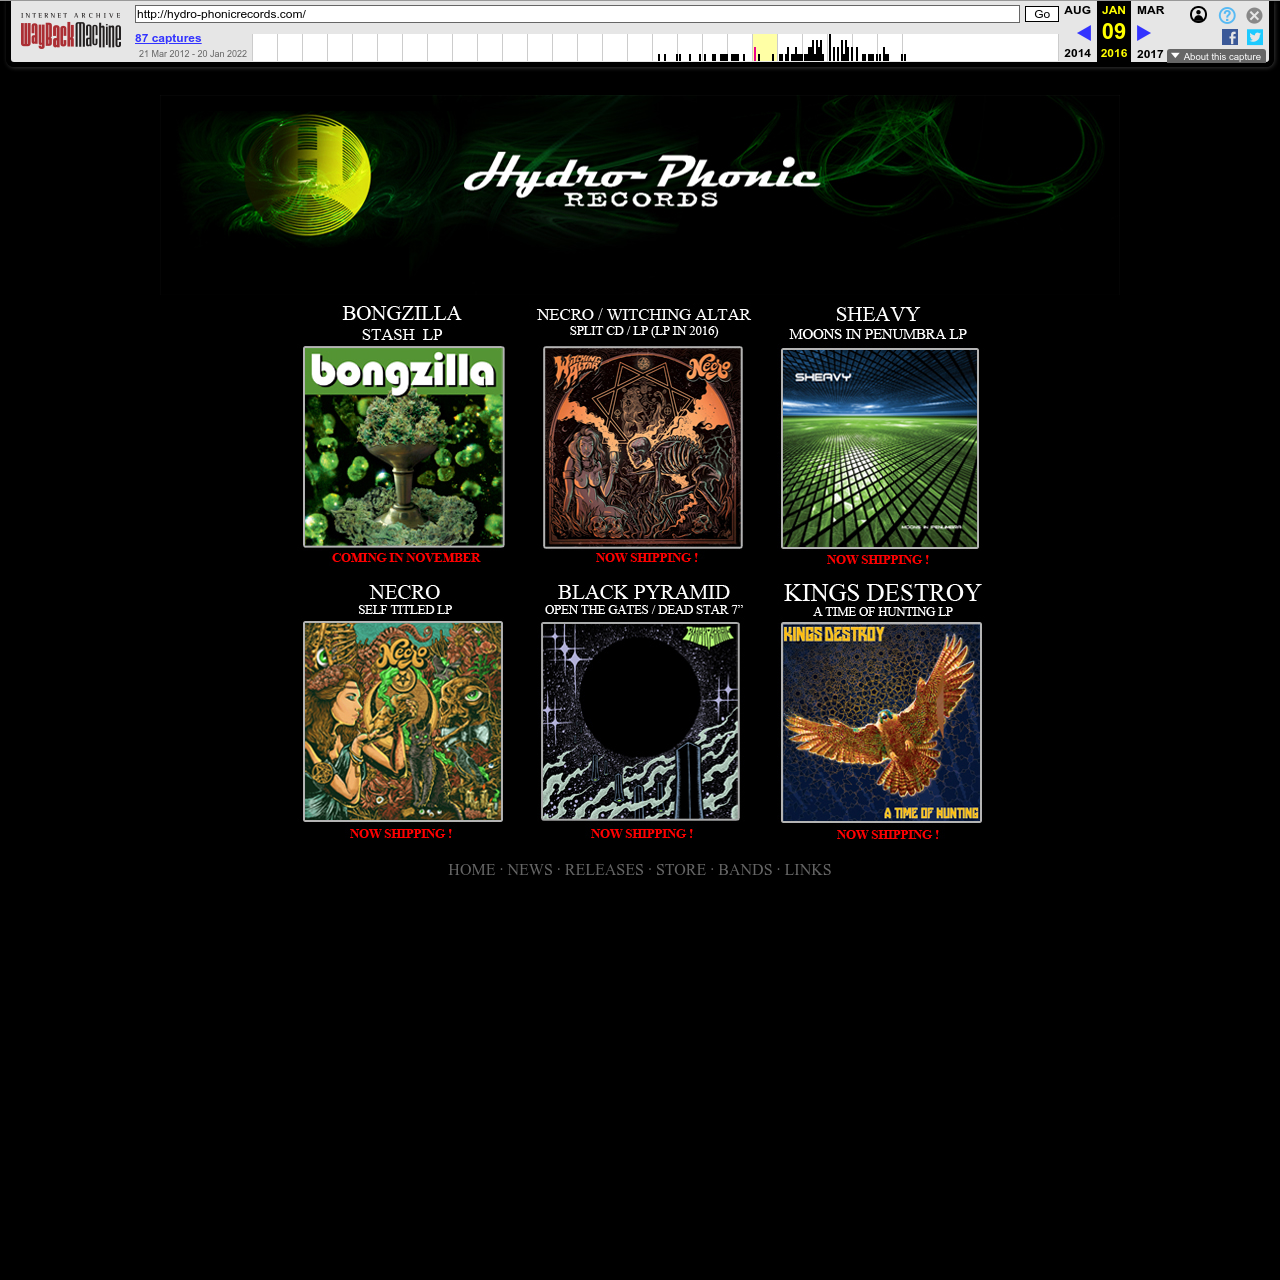 INTERNET ARCHIVE
WayBackMachine
http://hydro-phonicrecords.com/
Go
87 captures
21 Mar 2012 - 20 Jan 2022
AUG
JAN
MAR
09
2014
2016
2017
About this capture
H
Hydro-Phonic
RECORDS
BONGZILLA
STASH LP
NECRO / WITCHING ALTAR
SPLIT CD / LP (LP IN 2016)
SHEAVY
MOONS IN PENUMBRA LP
bongzilla
WITCHING ALTAR
Necro
SHEAVY
MOONS IN PENUMBRA
COMING IN NOVEMBER
NOW SHIPPING !
NOW SHIPPING !
NECRO
SELF TITLED LP
BLACK PYRAMID
OPEN THE GATES / DEAD STAR 7”
KINGS DESTROY
A TIME OF HUNTING LP
Necro
KINGS DESTROY
A TIME OF HUNTING
NOW SHIPPING !
NOW SHIPPING !
NOW SHIPPING !
HOME · NEWS · RELEASES · STORE · BANDS · LINKS